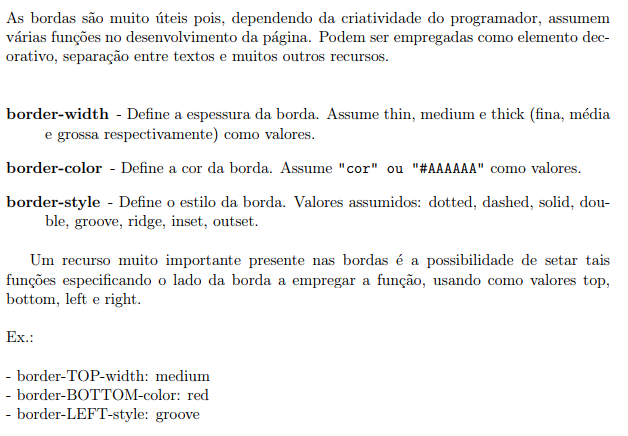 As bordas são muito úteis pois, dependendo da criatividade do programador, assumem
várias funções no desenvolvimento da página. Podem ser empregadas como elemento dec-
orativo, separação entre textos e muitos outros recursos.
border-width - Define a espessura da borda. Assume thin, medium e thick (fina, média
e grossa respectivamente) como valores.
border-color - Define a cor da borda. Assume "cor" ou "#AAAAAA" como valores.
border-style - Define o estilo da borda. Valores assumidos: dotted, dashed, solid, dou-
ble, groove, ridge, inset, outset.
Um recurso muito importante presente nas bordas é a possibilidade de setar tais
funções especificando o lado da borda a empregar a função, usando como valores top,
bottom, left e right.
Ex.:
- border-TOP-width: medium
- border-BOTTOM-color: red
- border-LEFT-style: groove